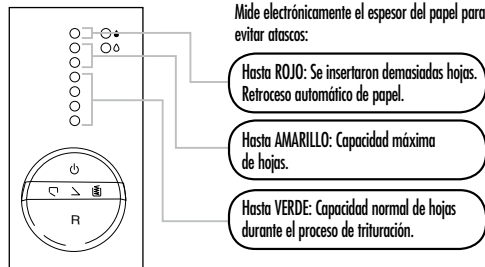 Mide electrónicamente el espesor del papel para
evitar atascos:
Hasta ROJO: Se insertaron demasiadas hojas.
Retroceso automático de papel.
Hasta AMARILLO: Capacidad máxima
de hojas.
Hasta VERDE: Capacidad normal de hojas
durante el proceso de trituración.
R